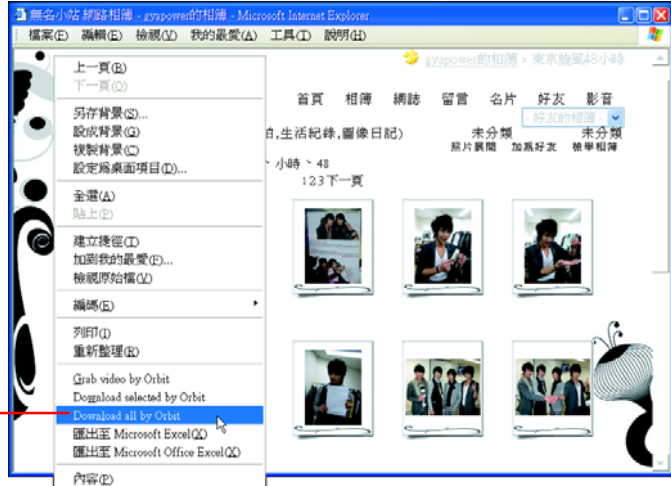 無名小站 網路相簿 - gyapower的相簿 - Microsoft Internet Explorer
檔案(F) 編輯(E) 檢視(V) 我的最愛(A) 工具(T) 說明(H)
gyapower的相簿 > 東京旋風48小時
首頁 相簿 網誌 留言 名片 好友 影音
- 好友的相簿 -
拍,生活紀錄,圖像日記)
未分類 未分類
照片展開 加為好友 檢舉相簿
、小時、48
1 2 3 下一頁
上一頁(B)
下一頁(O)
另存背景(S)...
設成背景(G)
複製背景(C)
設定為桌面項目(D)...
全選(A)
貼上(P)
建立捷徑(T)
加到我的最愛(F)...
檢視原始檔(V)
編碼(E)
列印(I)
重新整理(R)
Grab video by Orbit
Download selected by Orbit
Download all by Orbit
匯出至 Microsoft Excel(X)
匯出至 Microsoft Office Excel(X)
內容(P)